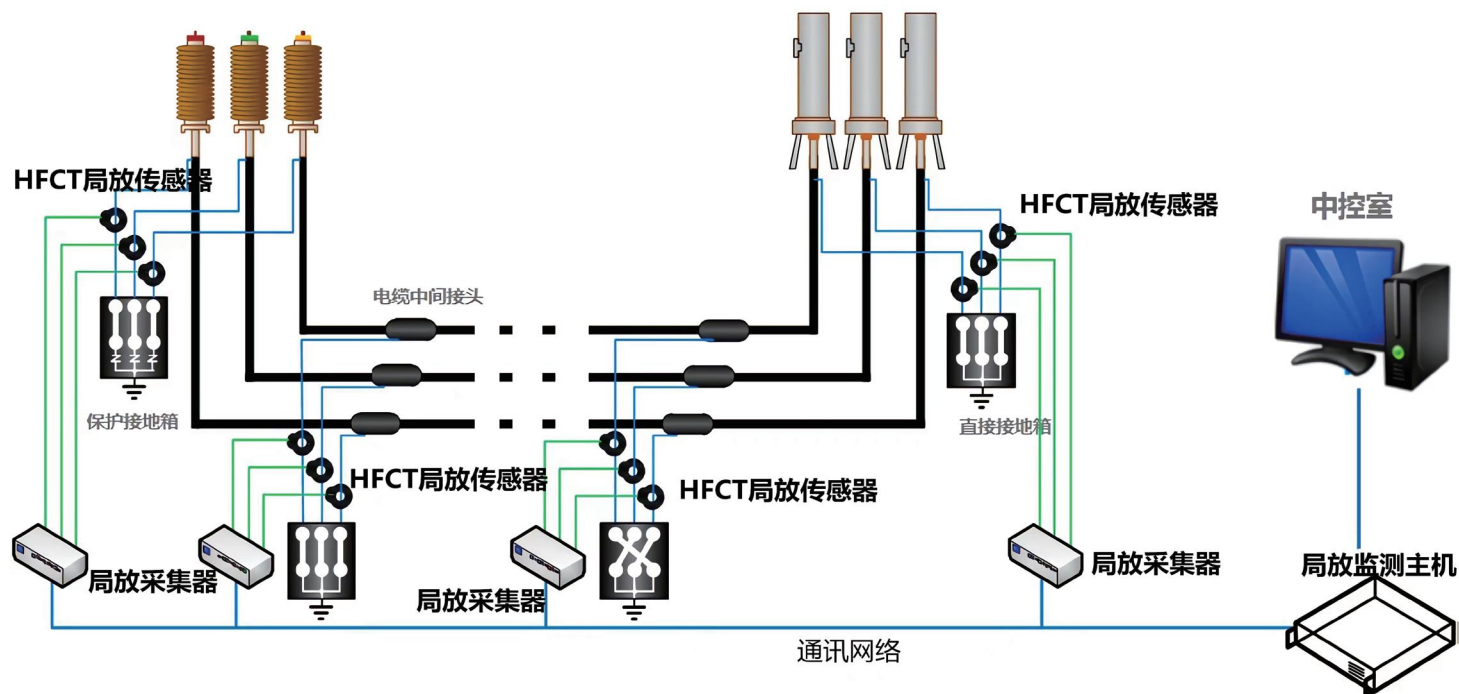 HFCT局放传感器
HFCT局放传感器
中控室
电缆中间接头
保护接地箱
直接接地箱
HFCT局放传感器
HFCT局放传感器
局放采集器
局放采集器
局放采集器
局放监测主机
通讯网络